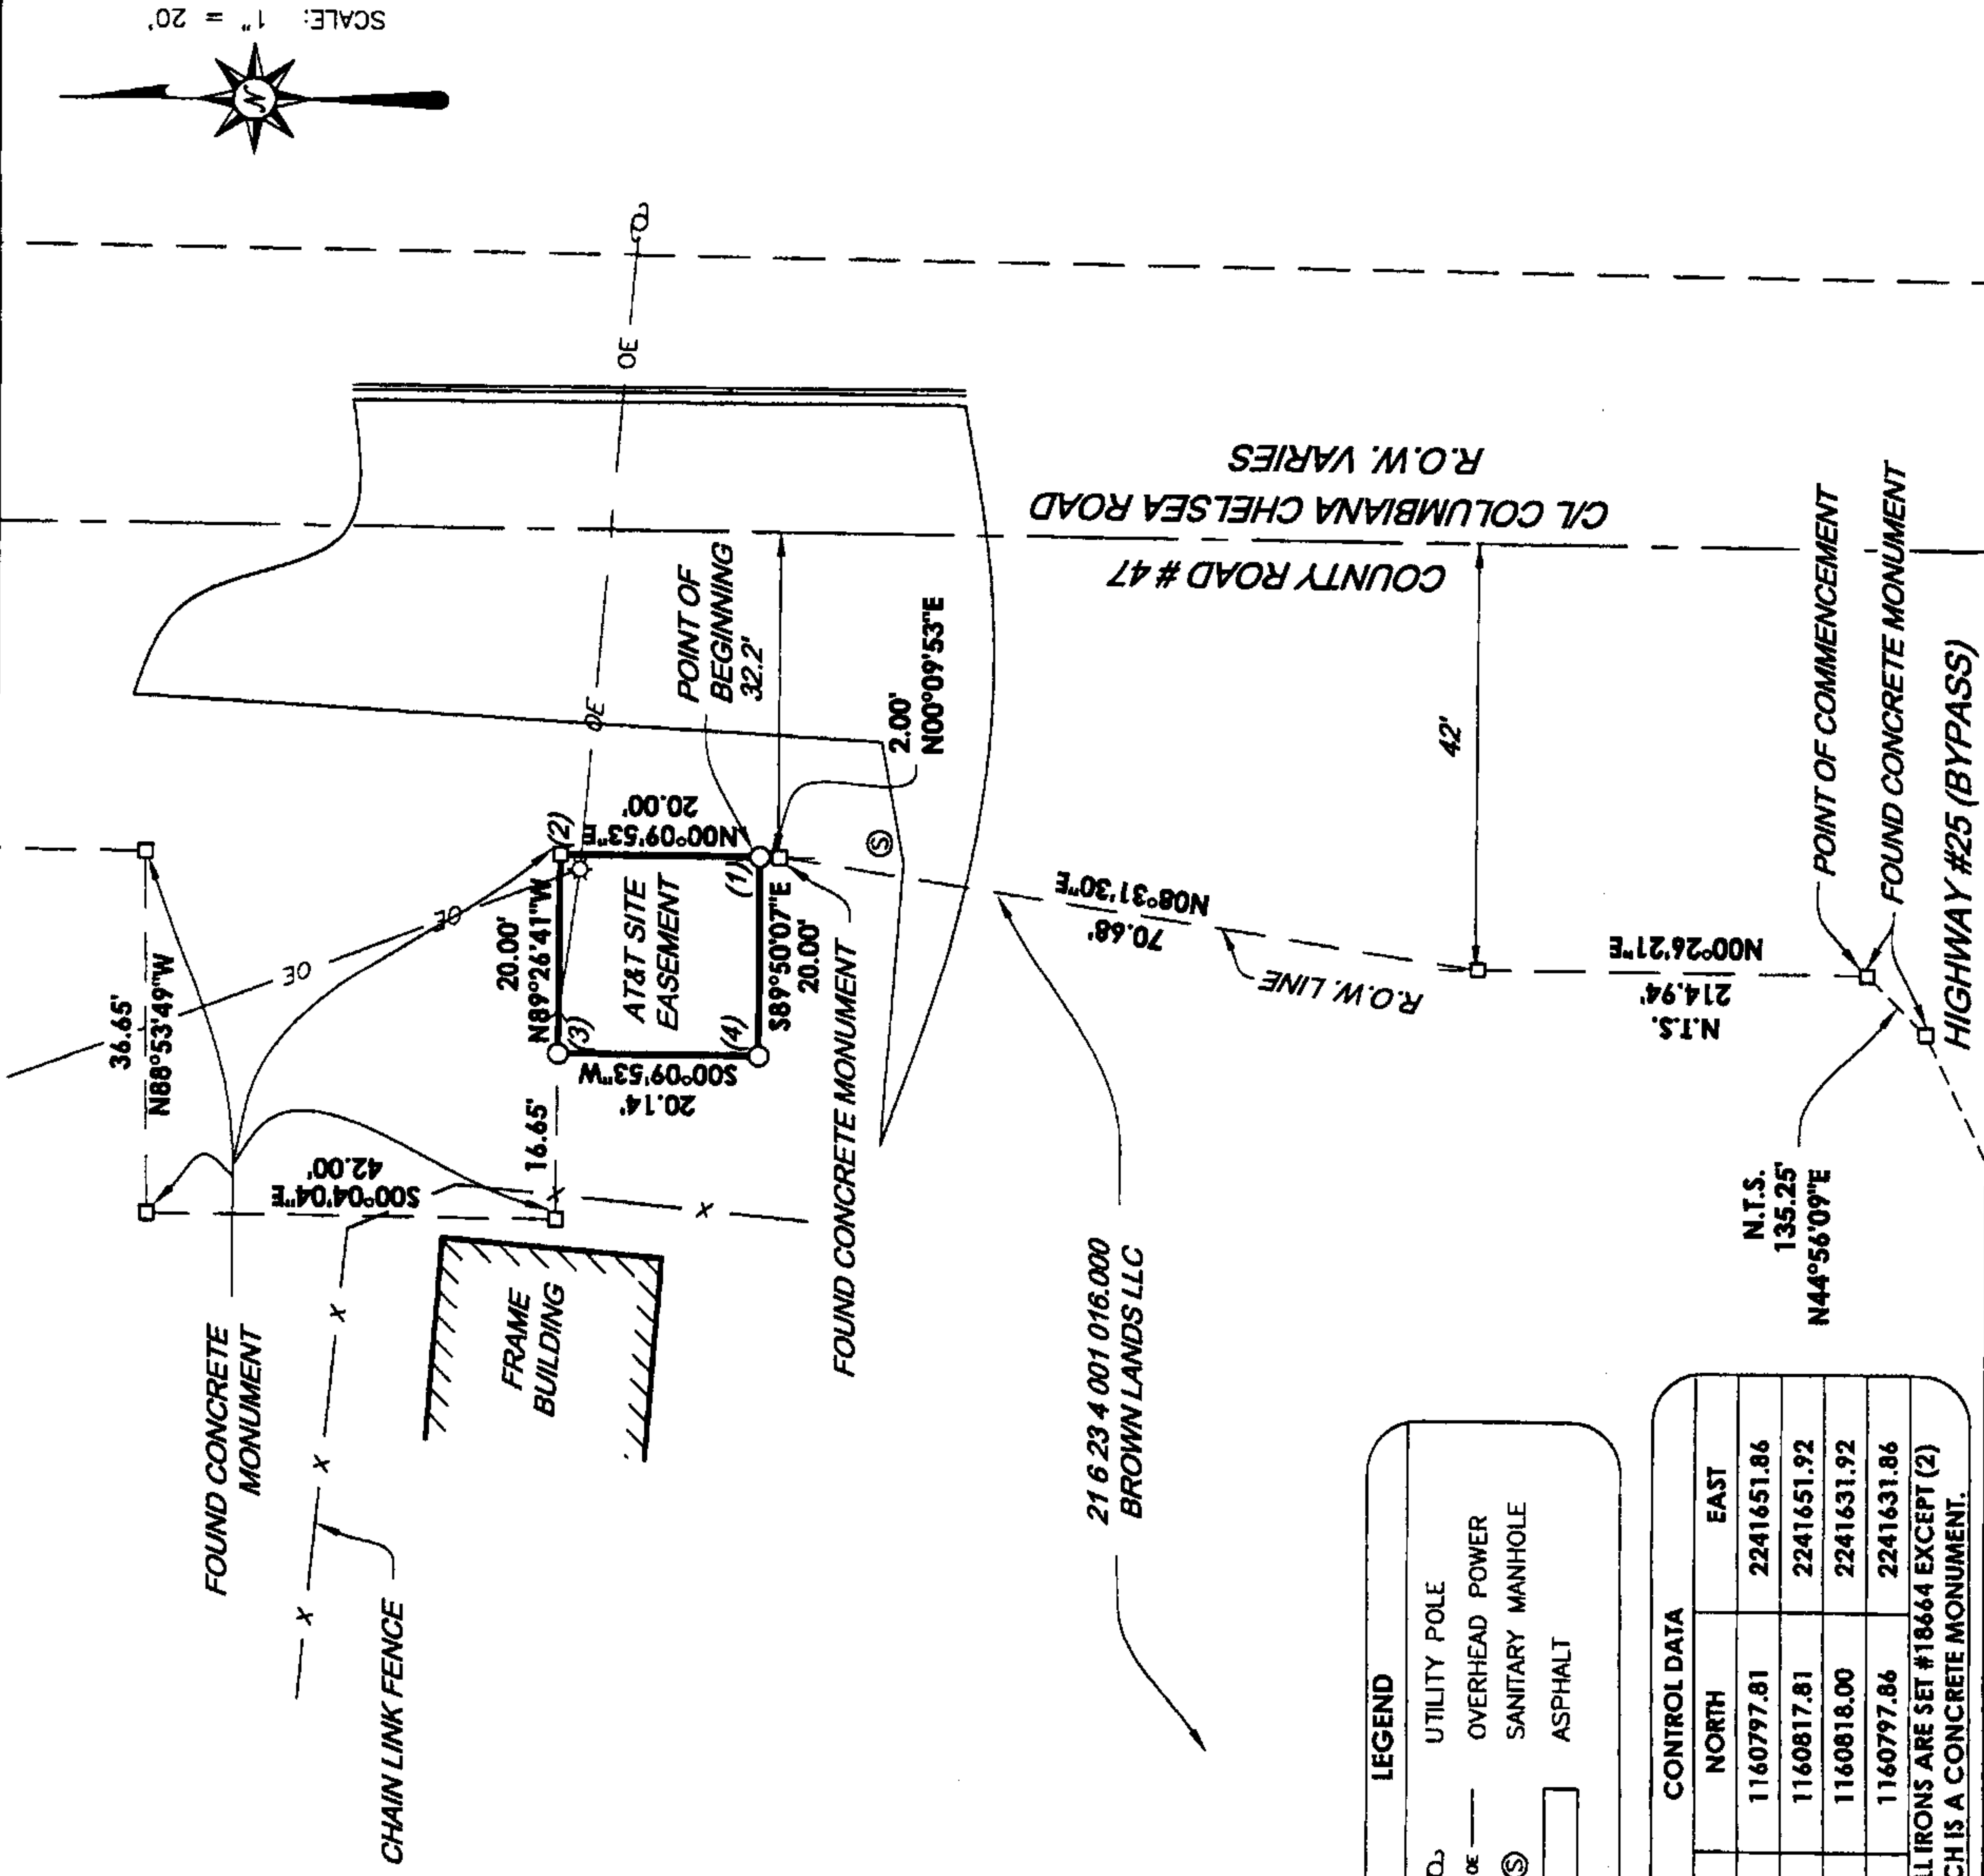 SCALE: 1" = 20'
N
OE
OE
OE
OE
36.65'
N88°53'49"W
S00°04'04"E
42.00'
16.65'
20.00'
N89°26'41"W
(2)
N00°09'53"E
20.00'
(3)
AT&T SITE
EASEMENT
(1)
(4)
S00°09'53"W
20.14'
S89°50'07"E
20.00'
POINT OF
BEGINNING
32.2'
2.00'
N00°09'53"E
S
FOUND CONCRETE
MONUMENT
X
X
X
X
X
CHAIN LINK FENCE
FRAME
BUILDING
FOUND CONCRETE MONUMENT
COUNTY ROAD # 47
C/L COLUMBIANA CHELSEA ROAD
R.O.W. VARIES
N08°31'30"E
70.68'
R.O.W. LINE
42'
21 6 23 4 001 016.000
BROWN LANDS LLC
N00°26'21"E
214.94'
N.T.S.
POINT OF COMMENCEMENT
FOUND CONCRETE MONUMENT
HIGHWAY #25 (BYPASS)
N.T.S.
135.25'
N44°56'09"E
LEGEND
UTILITY POLE
OE OVERHEAD POWER
S SANITARY MANHOLE
ASPHALT
CONTROL DATA
NORTH EAST
1160797.81 2241651.86
1160817.81 2241651.92
1160818.00 2241631.92
1160797.86 2241631.86
IRONS ARE SET #18664 EXCEPT (2)
IS A CONCRETE MONUMENT.